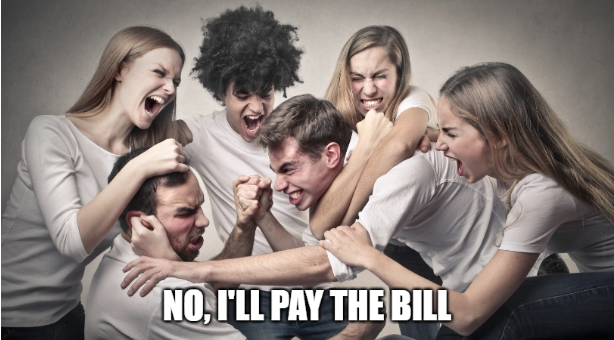 NO, I'LL PAY THE BILL